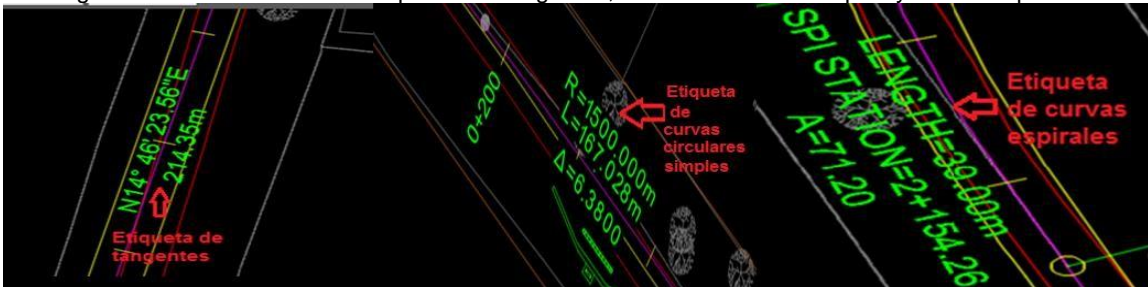 N14° 46' 23.56"E
214.35m
Etiqueta de
tangentes
0+200
R=1500.000m
L=167.028m
Δ=6.3800
Etiqueta
de
curvas
circulares
simples
LENGTH=39.00m
SPI STATION=2+154.26
A=71.20
Etiqueta
de curvas
espirales